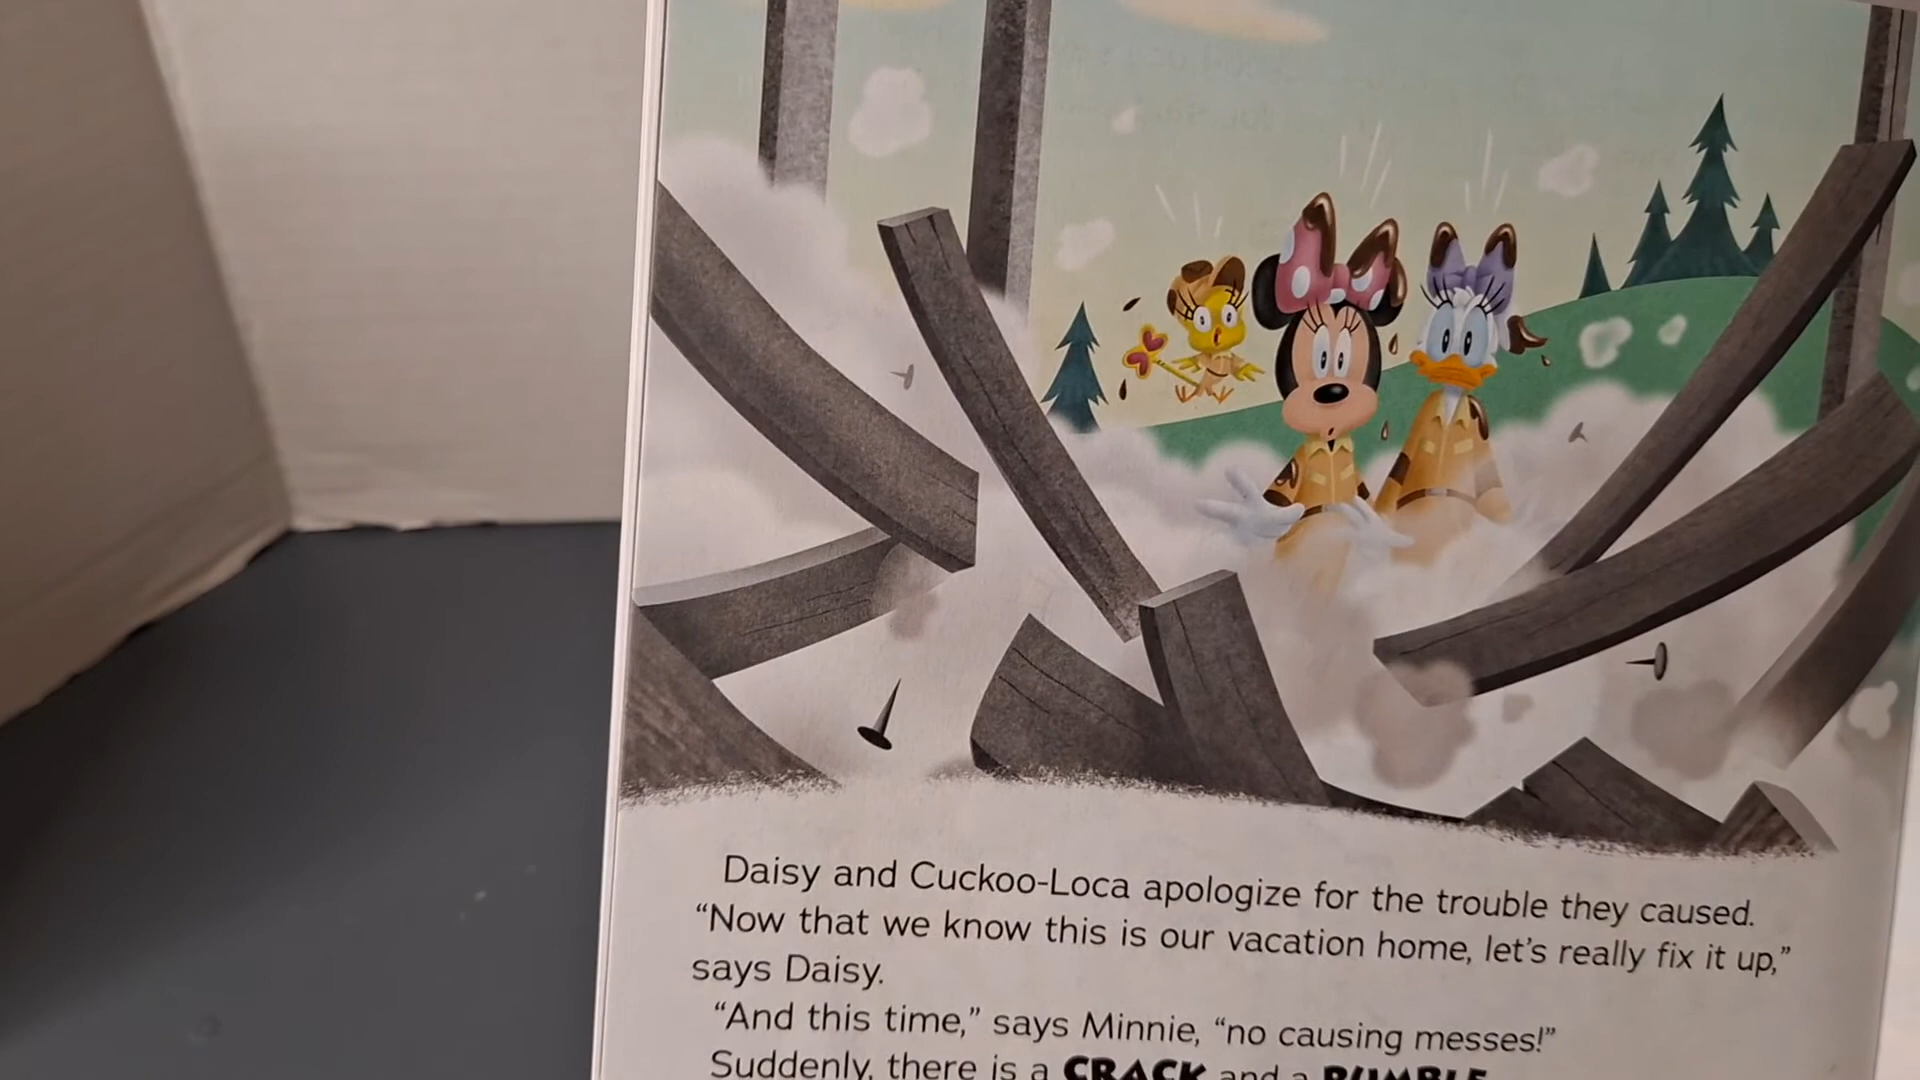 Daisy and Cuckoo-Loca apologize for the trouble they caused.
“Now that we know this is our vacation home, let’s really fix it up,”
says Daisy.
“And this time,” says Minnie, “no causing messes!”
Suddenly, there is a CRACK and a RUMBLE